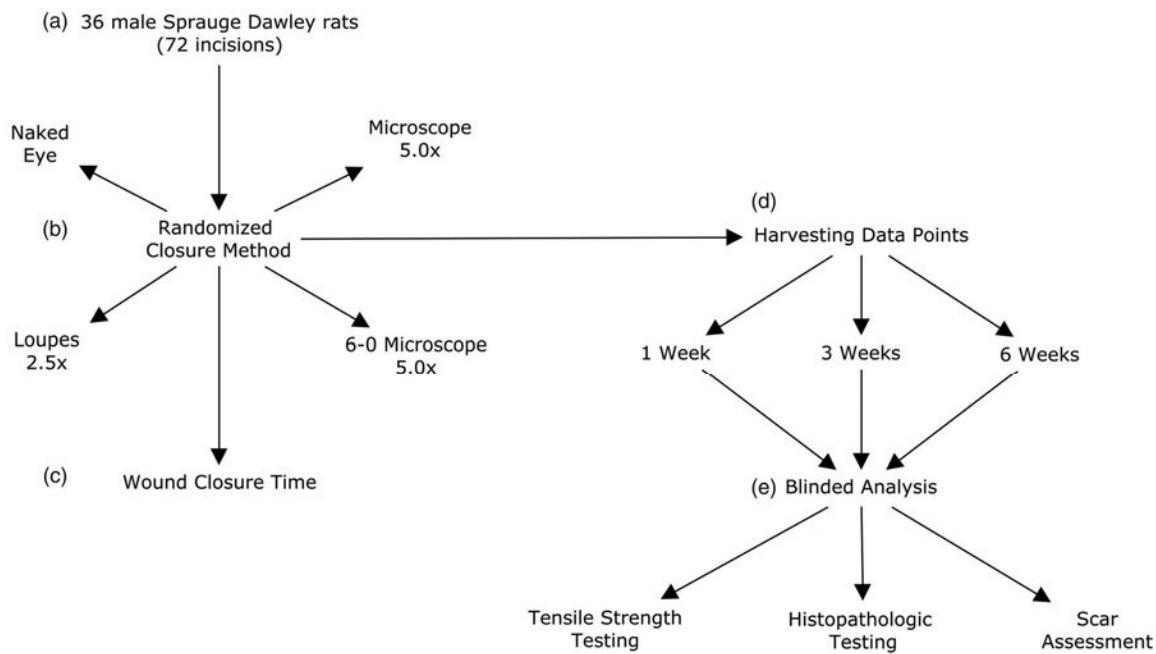 (a) 36 male Sprauge Dawley rats
(72 incisions)
Naked
Eye
Microscope
5.0x
(b) Randomized
Closure Method
(d)
Harvesting Data Points
Loupes
2.5x
6-0 Microscope
5.0x
1 Week
3 Weeks
6 Weeks
(c) Wound Closure Time
(e) Blinded Analysis
Tensile Strength
Testing
Histopathologic
Testing
Scar
Assessment